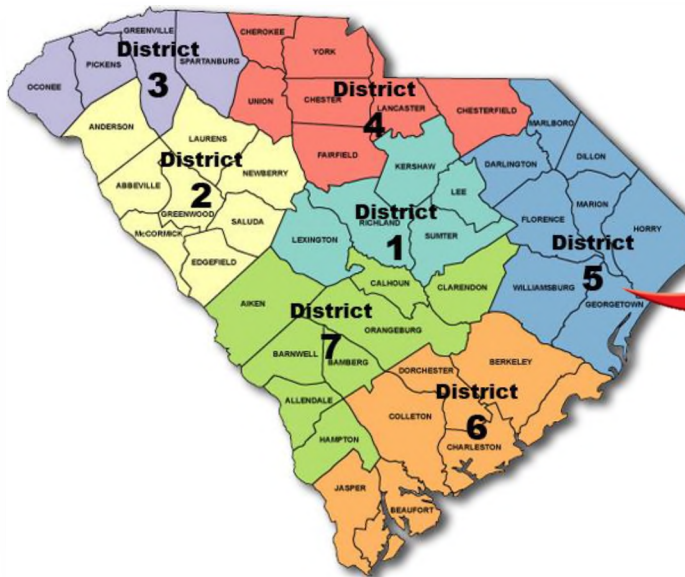 GREENVILLE
CHEROKEE
District
3
PICKENS
SPARTANBURG
OCONEE
YORK
UNION
CHESTER
District
4
LANCASTER
CHESTERFIELD
FAIRFIELD
ANDERSON
LAURENS
District
2
NEWBERRY
ABBEVILLE
GREENWOOD
SALUDA
McCORMICK
EDGEFIELD
KERSHAW
LEE
District
1
RICHLAND
LEXINGTON
SUMTER
MARLBORO
DILLON
DARLINGTON
FLORENCE
MARION
HORRY
District
5
WILLIAMSBURG
GEORGETOWN
CALHOUN
CLARENDON
AIKEN
District
7
ORANGEBURG
BARNWELL
BAMBERG
ALLENDALE
HAMPTON
BERKELEY
DORCHESTER
District
6
COLLETON
CHARLESTON
JASPER
BEAUFORT